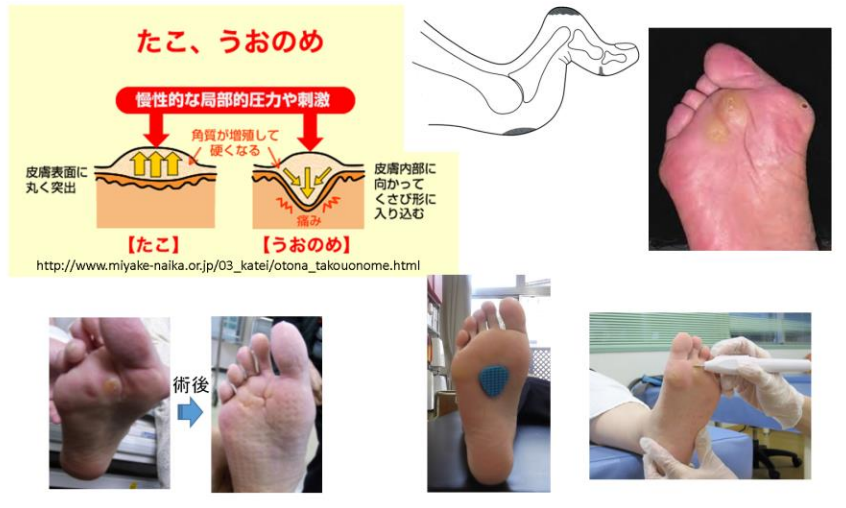 たこ、うおのめ
慢性的な局部的圧力や刺激
角質が増殖して
硬くなる
皮膚表面に
丸く突出
皮膚内部に
向かって
くさび形に
入り込む
痛み
【たこ】
【うおのめ】
http://www.miyake-naika.or.jp/03_katei/otona_takouonome.html
術後